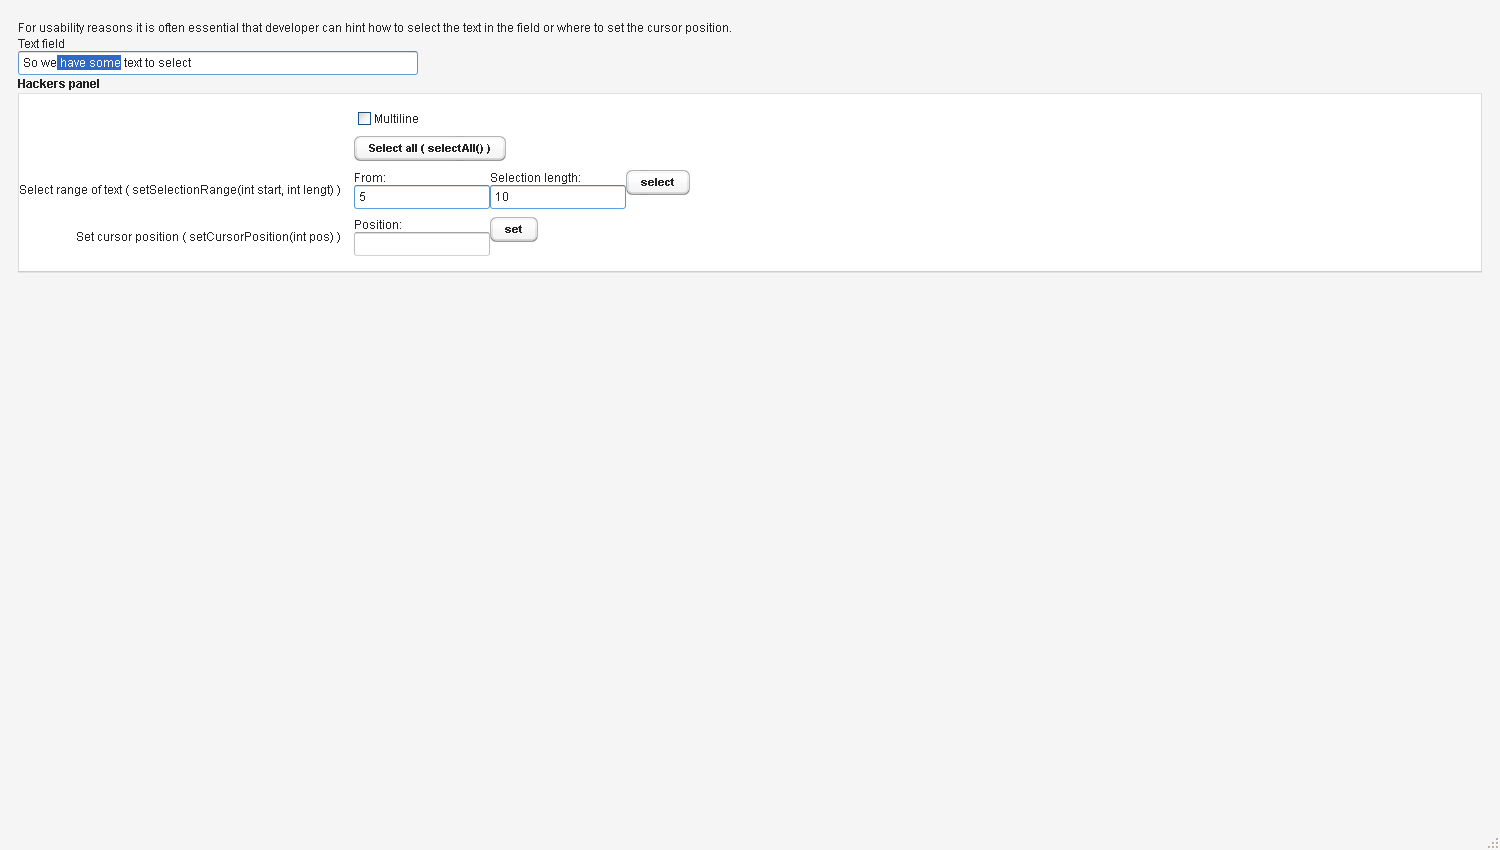 For usability reasons it is often essential that developer can hint how to select the text in the field or where to set the cursor position.
Text field
So we have some text to select
Hackers panel
Multiline
Select all ( selectAll() )
Select range of text ( setSelectionRange(int start, int lengt) )
From:
5
Selection length:
10
select
Set cursor position ( setCursorPosition(int pos) )
Position:
set